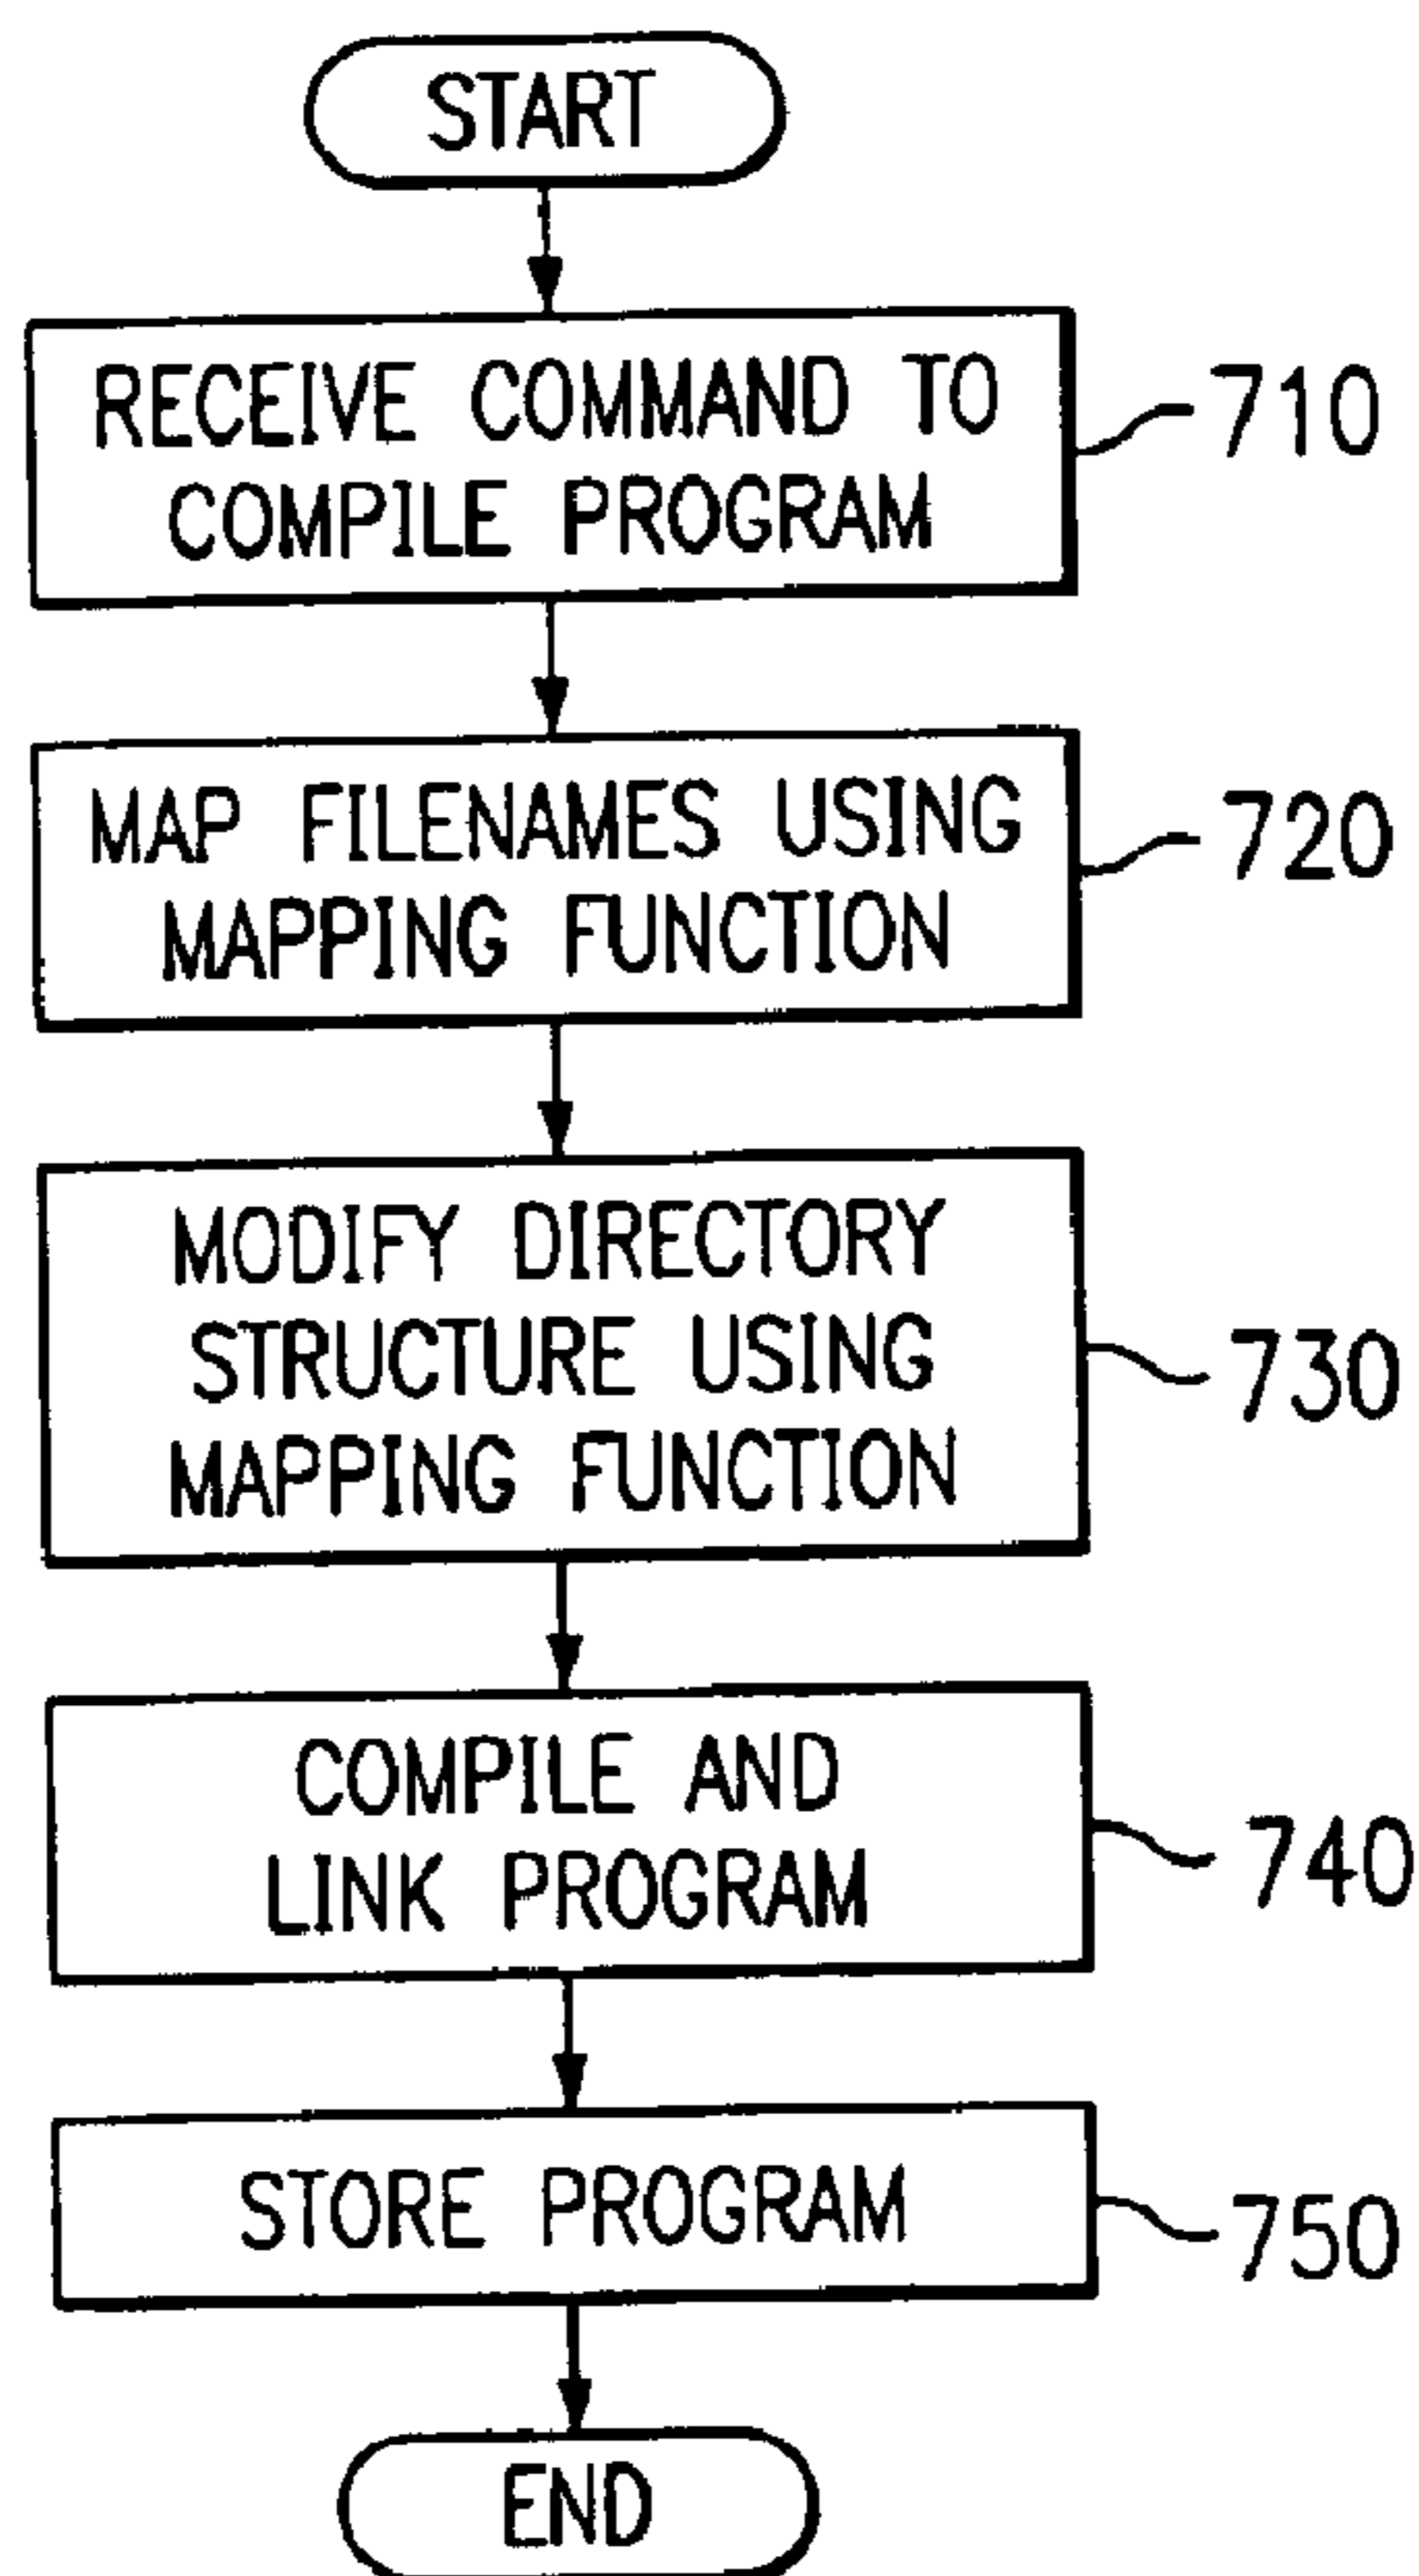 START
RECEIVE COMMAND TO
COMPILE PROGRAM
710
MAP FILENAMES USING
MAPPING FUNCTION
720
MODIFY DIRECTORY
STRUCTURE USING
MAPPING FUNCTION
730
COMPILE AND
LINK PROGRAM
740
STORE PROGRAM
750
END